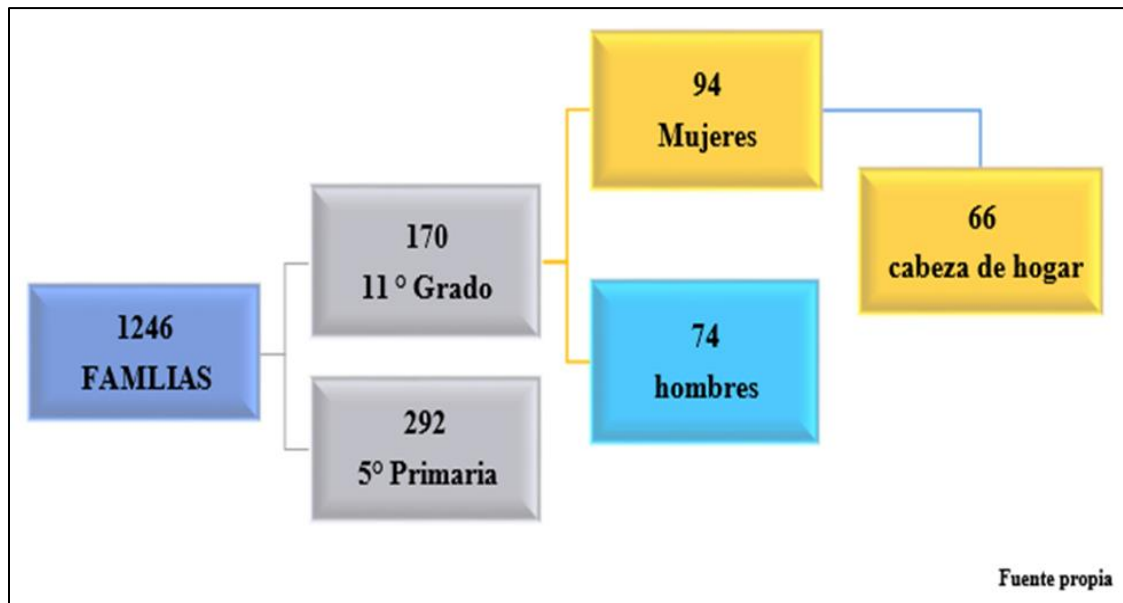 1246
FAMLIAS
170
11° Grado
292
5° Primaria
94
Mujeres
74
hombres
66
cabeza de hogar
Fuente propia